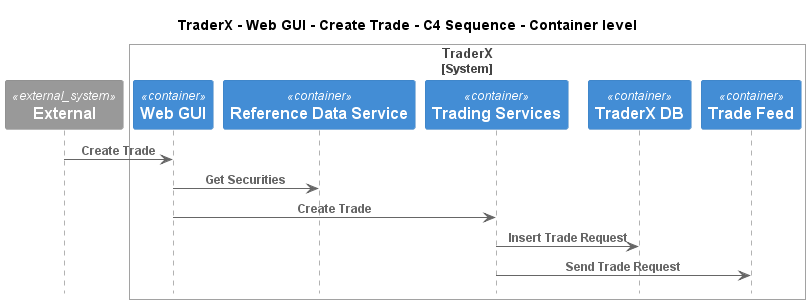 TraderX - Web GUI - Create Trade - C4 Sequence - Container level
TraderX
[System]
«external_system»
External
«container»
Web GUI
«container»
Reference Data Service
«container»
Trading Services
«container»
TraderX DB
«container»
Trade Feed
Create Trade
Get Securities
Create Trade
Insert Trade Request
Send Trade Request